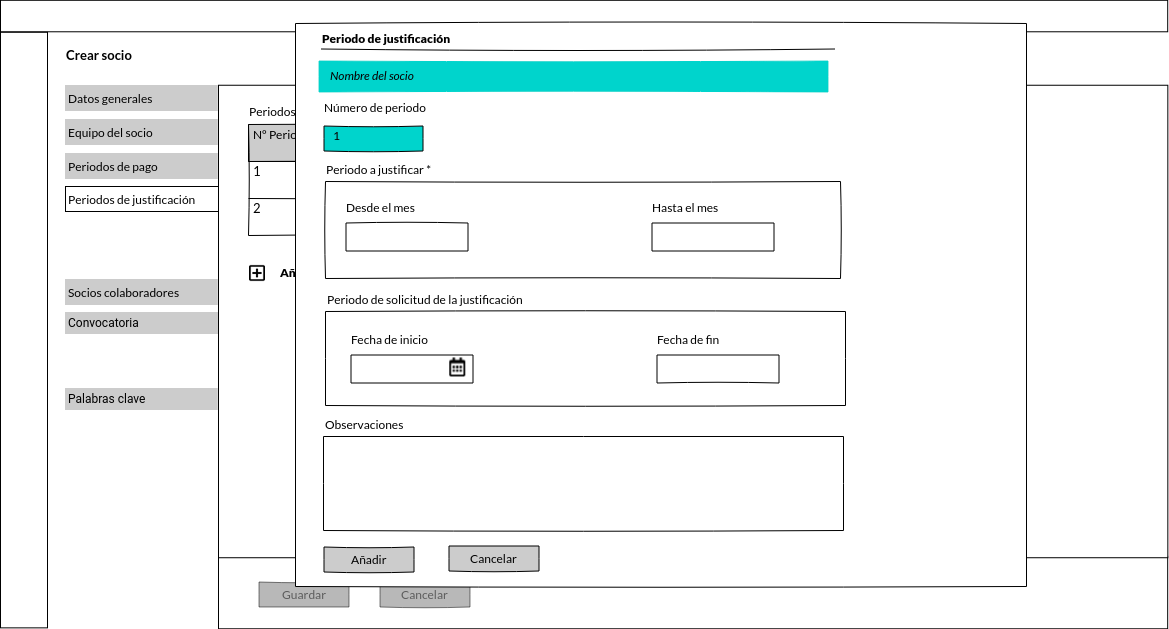 Crear socio
Datos generales
Equipo del socio
Periodos de pago
Periodos de justificación
Socios colaboradores
Convocatoria
Palabras clave
Periodos
Nº Perio
1
2
Añ
Periodo de justificación
Nombre del socio
Número de periodo
1
Periodo a justificar *
Desde el mes
Hasta el mes
Periodo de solicitud de la justificación
Fecha de inicio
Fecha de fin
Observaciones
Añadir
Cancelar
Guardar
Cancelar